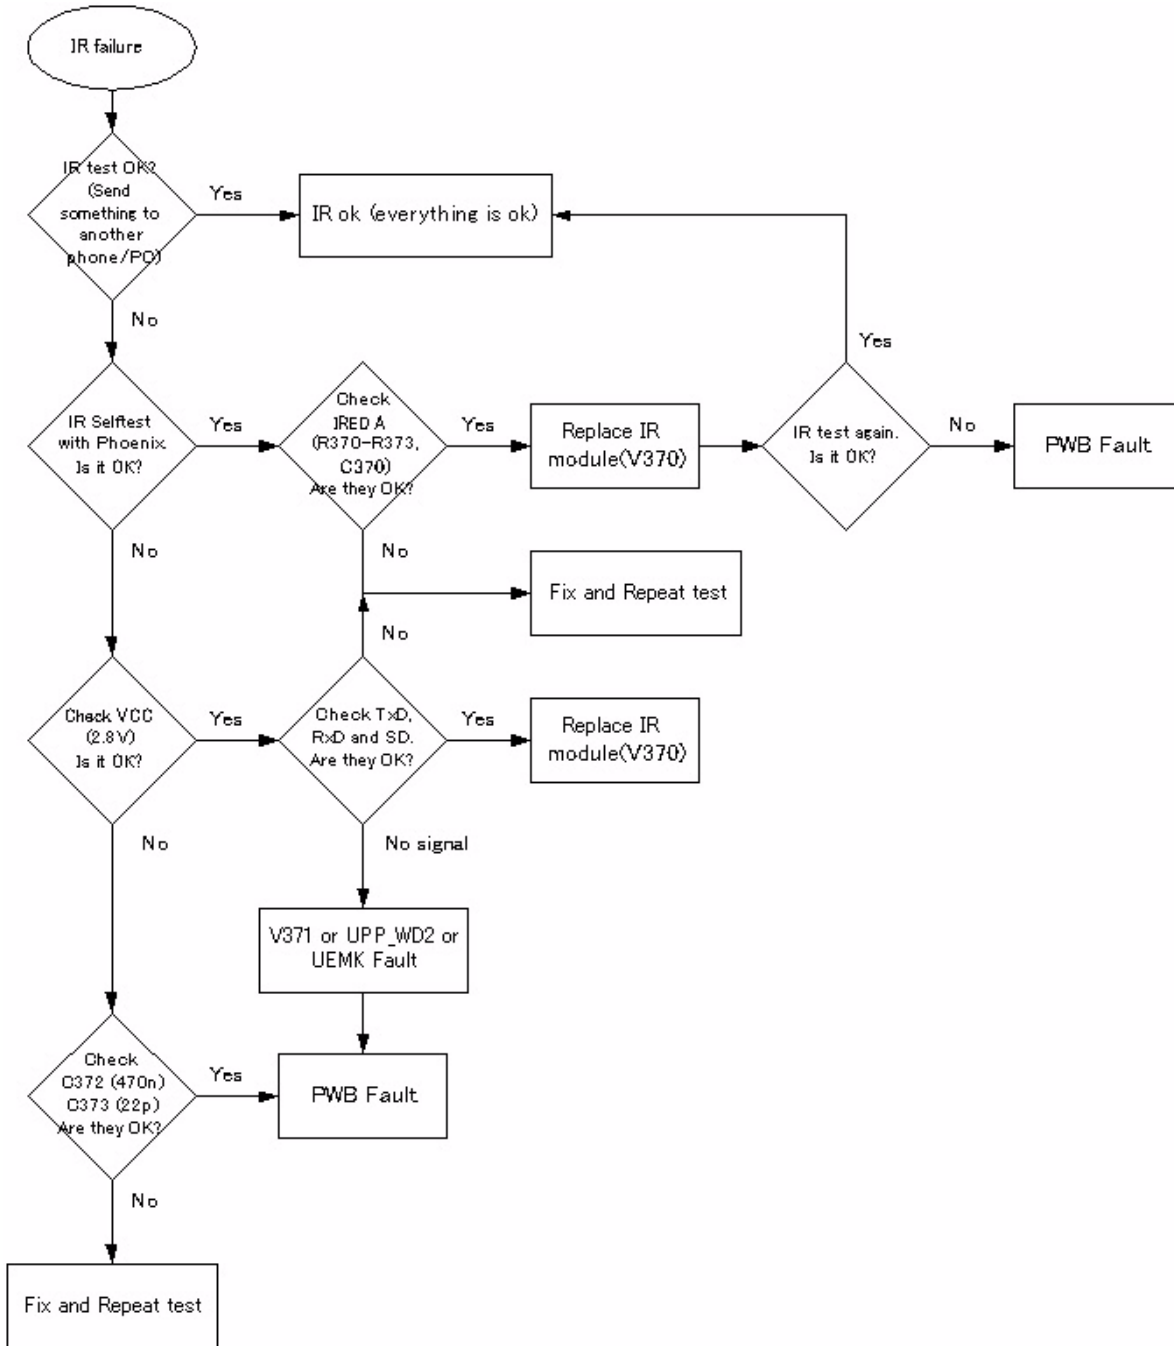 IR failure
IR test OK?
(Send
something to
another
phone/PC)
Yes
IR ok (everything is ok)
No
Yes
IR Selftest
with Phoenix.
Is it OK?
Yes
Check
IRED A
(R370-R373,
C370)
Are they OK?
Yes
Replace IR
module(V370)
IR test again.
Is it OK?
No
PWB Fault
No
No
Fix and Repeat test
No
Check VCC
(2.8V)
Is it OK?
Yes
Check TxD,
RxD and SD.
Are they OK?
Yes
Replace IR
module(V370)
No
No signal
V371 or UPP_WD2 or
UEMK Fault
Check
C372 (470n)
C373 (22p)
Are they OK?
Yes
PWB Fault
No
Fix and Repeat test